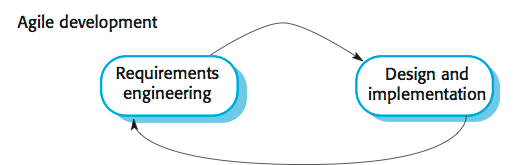 Agile development
Requirements
engineering
Design and
implementation